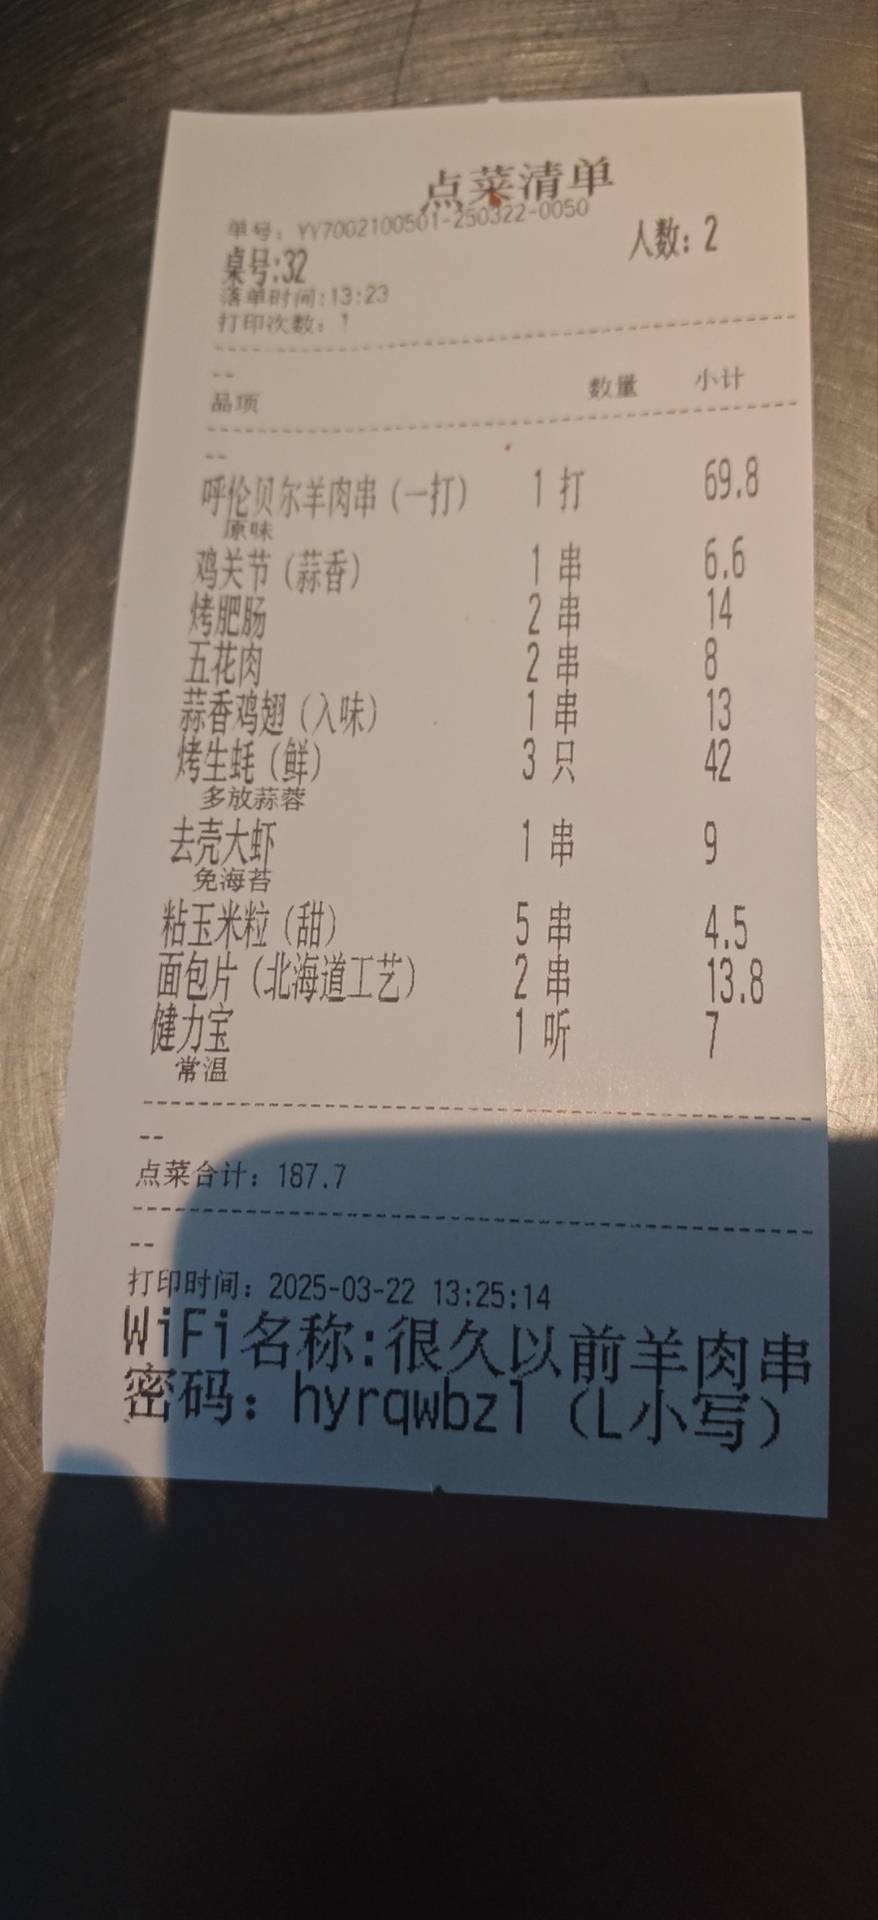 点菜清单
单号: YY7002100501-250322-0050
桌号:32 人数: 2
落单时间:13:23
打印次数: 1
--------------------------------
--
品项 数量 小计
--------------------------------
--
呼伦贝尔羊肉串（一打） 1 打 69.8
原味
鸡关节（蒜香） 1 串 6.6
烤肥肠 2 串 14
五花肉 2 串 8
蒜香鸡翅（入味） 1 串 13
烤生蚝（鲜） 3 只 42
多放蒜蓉
去壳大虾 1 串 9
免海苔
粘玉米粒（甜） 5 串 4.5
面包片（北海道工艺） 2 串 13.8
健力宝 1 听 7
常温
--------------------------------
--
点菜合计: 187.7
--------------------------------
--
打印时间: 2025-03-22 13:25:14
WiFi名称:很久以前羊肉串
密码: hyrqwbzl（L小写）